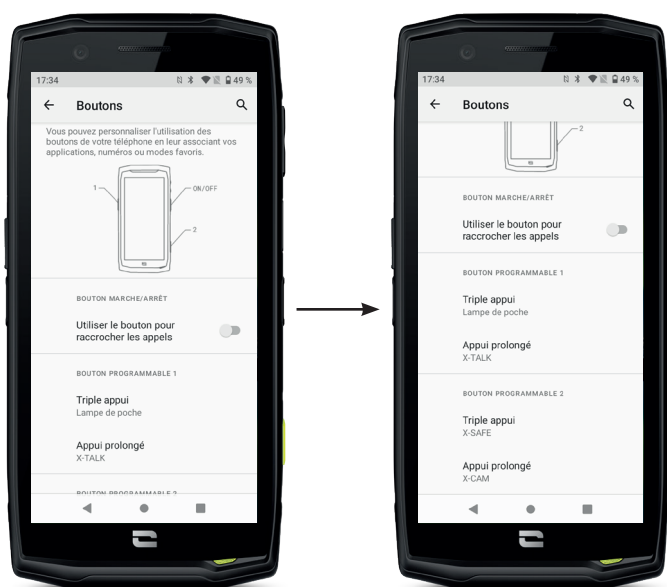 17:34
49 %
Boutons
Vous pouvez personnaliser l'utilisation des
boutons de votre téléphone en leur associant vos
applications, numéros ou modes favoris.
1
ON/OFF
2
BOUTON MARCHE/ARRÊT
Utiliser le bouton pour
raccrocher les appels
BOUTON PROGRAMMABLE 1
Triple appui
Lampe de poche
Appui prolongé
X-TALK
BOUTON PROGRAMMABLE 2
17:34
49 %
Boutons
2
BOUTON MARCHE/ARRÊT
Utiliser le bouton pour
raccrocher les appels
BOUTON PROGRAMMABLE 1
Triple appui
Lampe de poche
Appui prolongé
X-TALK
BOUTON PROGRAMMABLE 2
Triple appui
X-SAFE
Appui prolongé
X-CAM